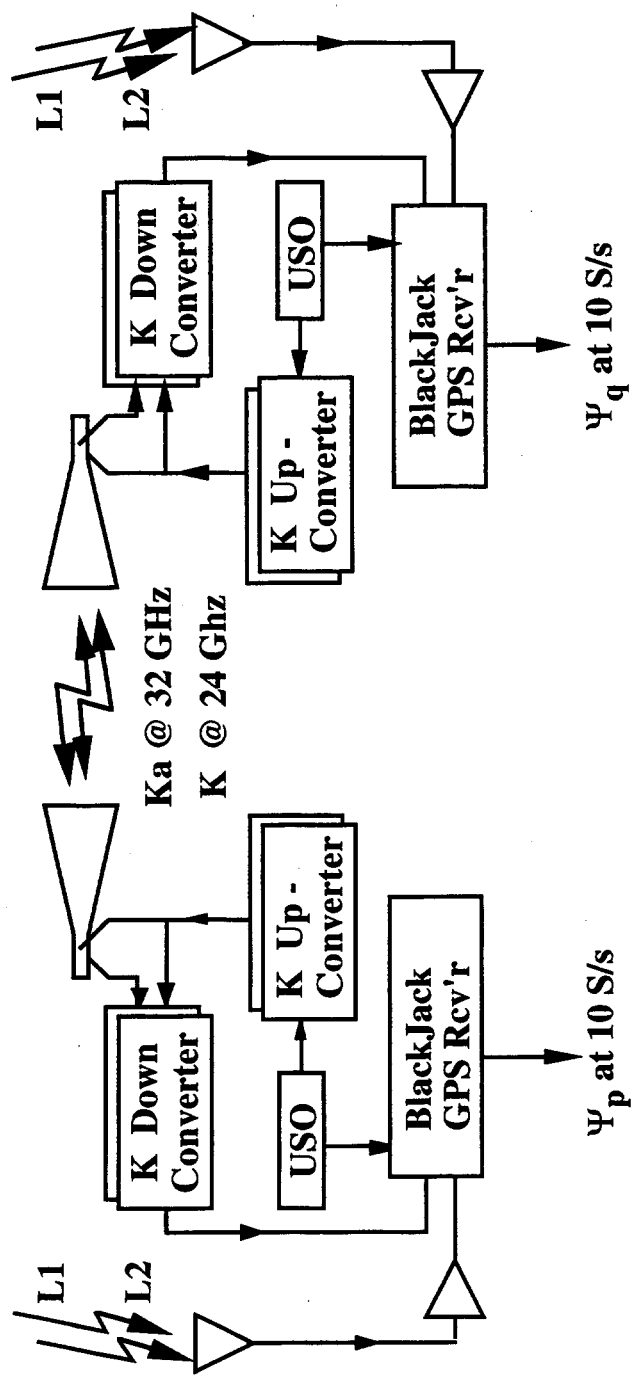 L1
L2
K Down
Converter
USO
K Up -
Converter
BlackJack
GPS Rcv'r
Ψp at 10 S/s
Ka @ 32 GHz
K @ 24 Ghz
L1
L2
K Down
Converter
USO
K Up -
Converter
BlackJack
GPS Rcv'r
Ψq at 10 S/s